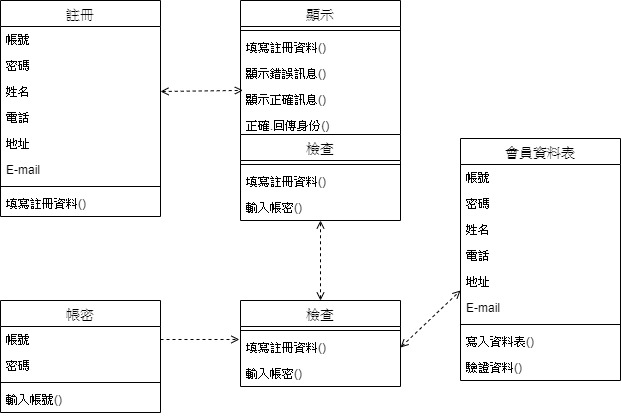 註冊
帳號
密碼
姓名
電話
地址
E-mail
填寫註冊資料()
顯示
填寫註冊資料()
顯示錯誤訊息()
顯示正確訊息()
正確.回傳身份()
檢查
填寫註冊資料()
輸入帳密()
會員資料表
帳號
密碼
姓名
電話
地址
E-mail
寫入資料表()
驗證資料()
帳密
帳號
密碼
輸入帳號()
檢查
填寫註冊資料()
輸入帳密()